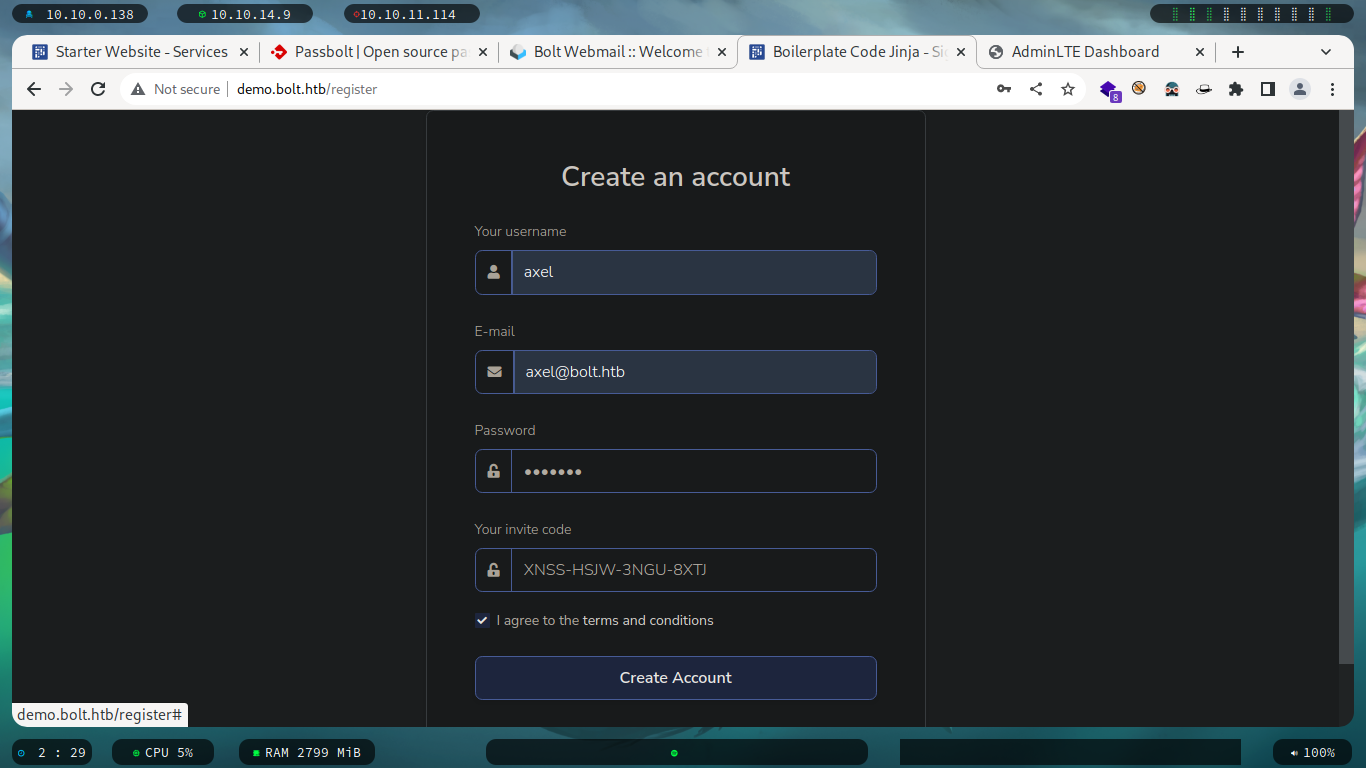 10.10.0.138 10.10.14.9 10.10.11.114
Starter Website - Services Passbolt | Open source pa Bolt Webmail :: Welcome Boilerplate Code Jinja - Si AdminLTE Dashboard
Not secure demo.bolt.htb/register 8
Create an account
Your username
axel
E-mail
axel@bolt.htb
Password
•••••••
Your invite code
XNSS-HSJW-3NGU-8XTJ
I agree to the terms and conditions
Create Account
demo.bolt.htb/register#
2 : 29 CPU 5% RAM 2799 MiB 100%